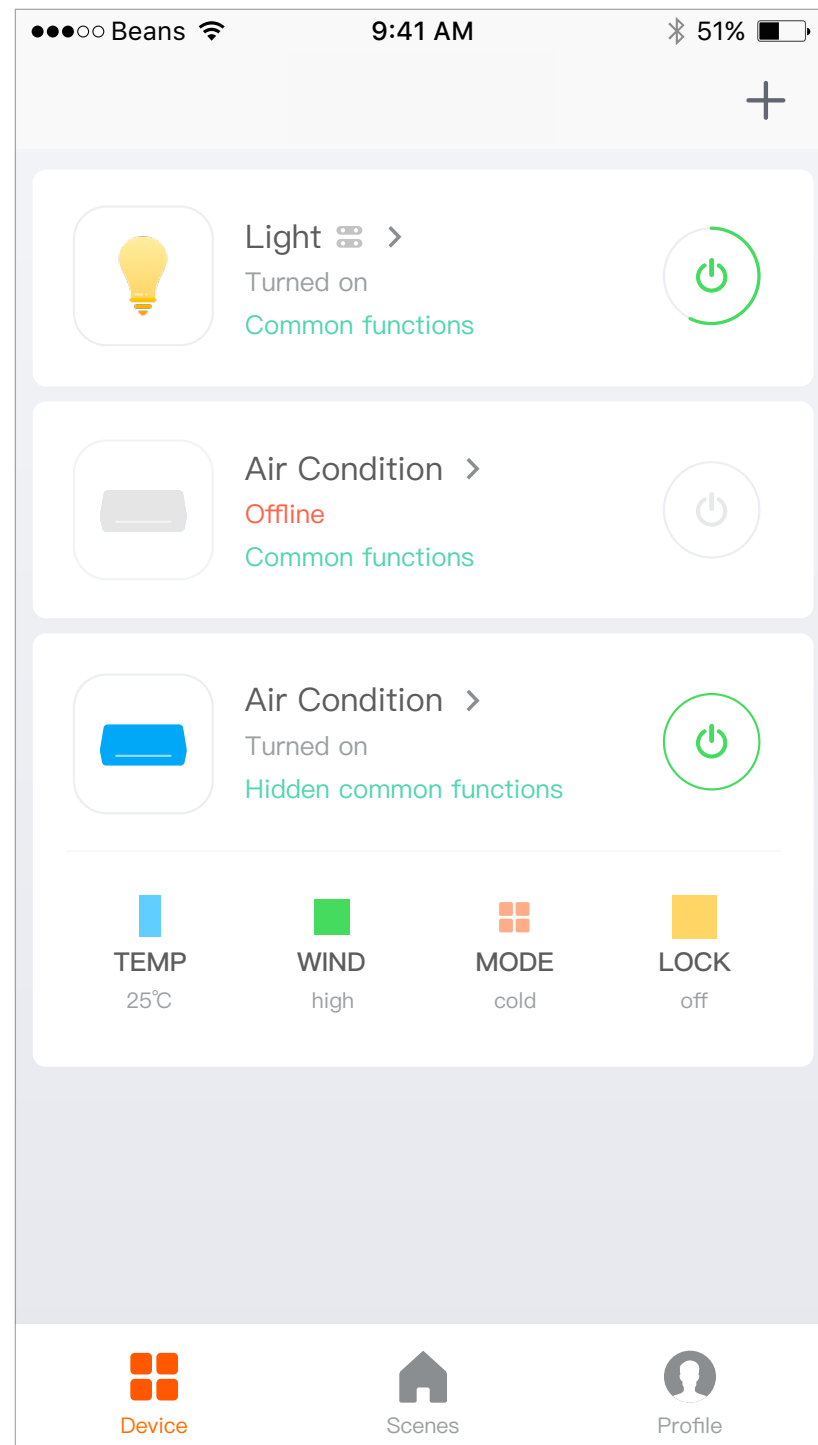 Beans 9:41 AM 51%
Light
Turned on
Common functions
Air Condition
Offline
Common functions
Air Condition
Turned on
Hidden common functions
TEMP WIND MODE LOCK
25℃ high cold off
Device Scenes Profile